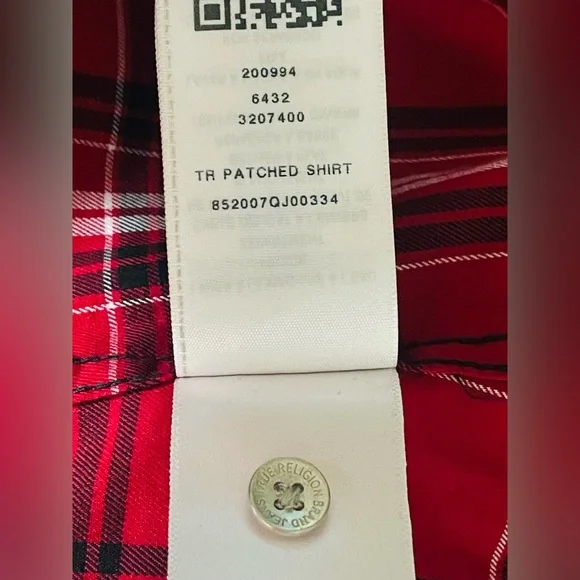 200994
6432
3207400
TR PATCHED SHIRT
852007QJ00334
TRUE RELIGION BRAND JEANS